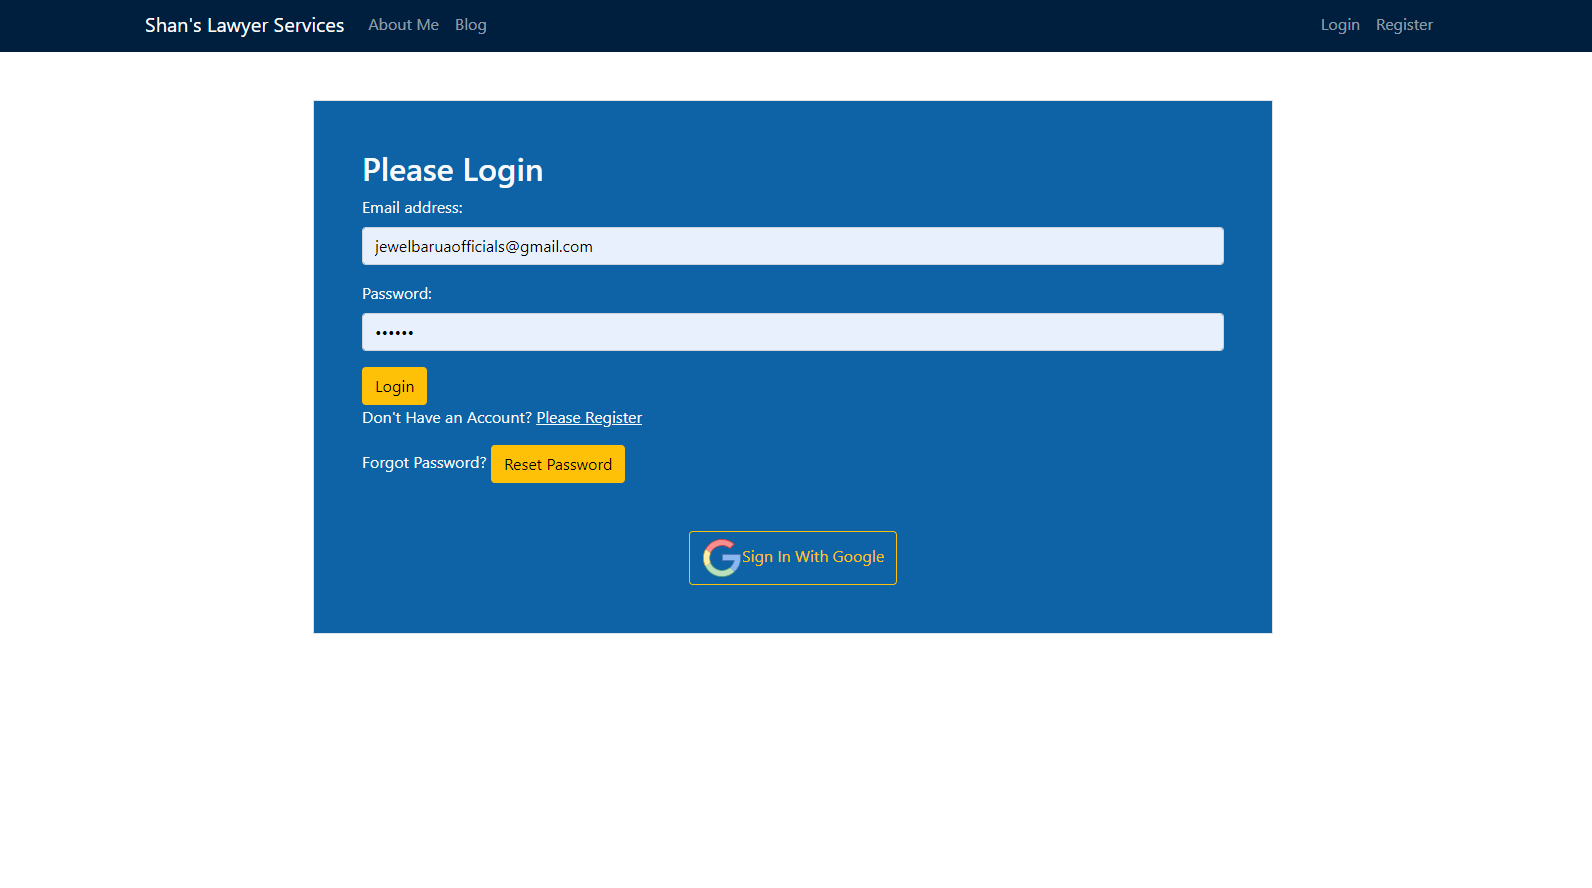 Shan's Lawyer Services About Me Blog Login Register
Please Login
Email address:
jewelbaruaofficials@gmail.com
Password:
••••••
Login
Don't Have an Account? Please Register
Forgot Password? Reset Password
Sign In With Google